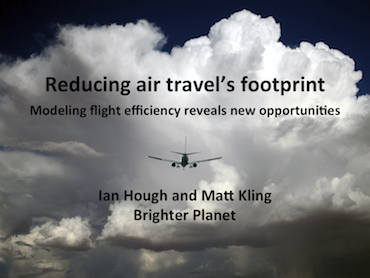 Reducing air travel's footprint
Modeling flight efficiency reveals new opportunities
Ian Hough and Matt Kling
Brighter Planet